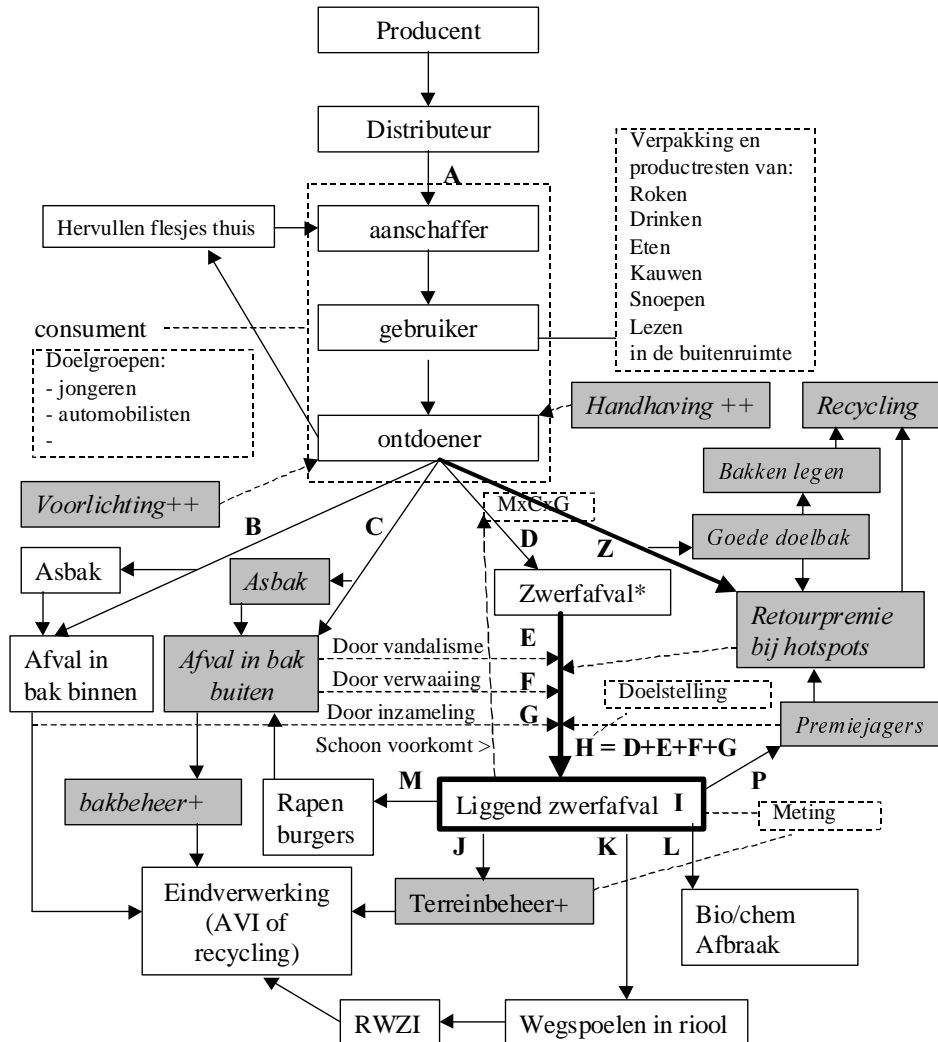 Producent
Distributeur
A
Verpakking en
productresten van:
Roken
Drinken
Eten
Kauwen
Snoepen
Lezen
in de buitenruimte
Hervullen flesjes thuis
aanschaffer
consument
gebruiker
Doelgroepen:
- jongeren
- automobilisten
-
Handhaving ++
Recycling
ontdoener
Bakken legen
Voorlichting++
MxCxG
B
C
D
Z
Goede doelbak
Asbak
Asbak
Zwerfafval*
Retourpremie
bij hotspots
Afval in
bak binnen
Afval in bak
buiten
Door vandalisme
E
Door verwaaiing
F
Doelstelling
Door inzameling
G
Premiejagers
Schoon voorkomt >
H = D+E+F+G
M
P
bakbeheer+
Rapen
burgers
Liggend zwerfafval I
Meting
J
K
L
Eindverwerking
(AVI of
recycling)
Terreinbeheer+
Bio/chem
Afbraak
RWZI
Wegspoelen in riool